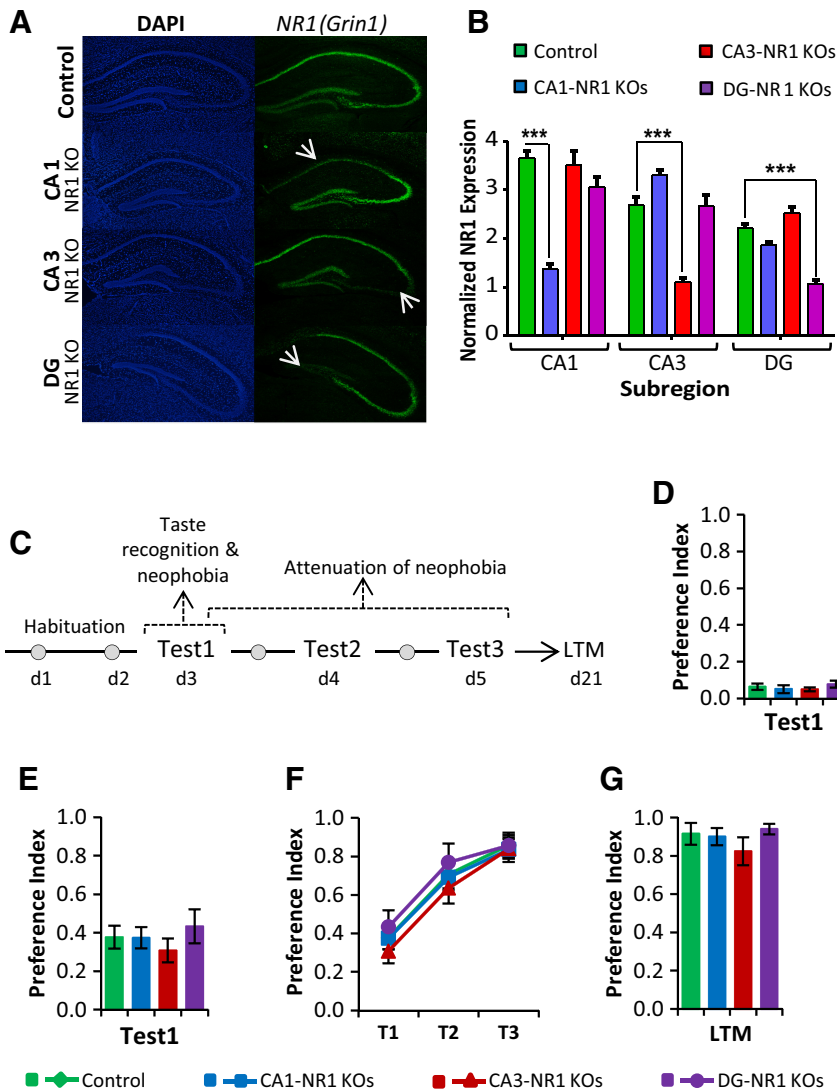 A
DAPI
NR1(Grin1)
Control
CA1
NR1 KO
CA3
NR1 KO
DG
NR1 KO
B
Control
CA3-NR1 KOs
CA1-NR1 KOs
DG-NR1 KOs
Normalized NR1 Expression
4
3
2
1
0
***
***
***
CA1
CA3
DG
Subregion
C
Taste
recognition &
neophobia
Attenuation of neophobia
Habituation
Test1
Test2
Test3
LTM
d1
d2
d3
d4
d5
d21
D
Preference Index
1.0
0.8
0.6
0.4
0.2
0.0
Test1
E
Preference Index
1.0
0.8
0.6
0.4
0.2
0.0
Test1
F
Preference Index
1.0
0.8
0.6
0.4
0.2
0.0
T1
T2
T3
G
Preference Index
1.0
0.8
0.6
0.4
0.2
0.0
LTM
Control
CA1-NR1 KOs
CA3-NR1 KOs
DG-NR1 KOs